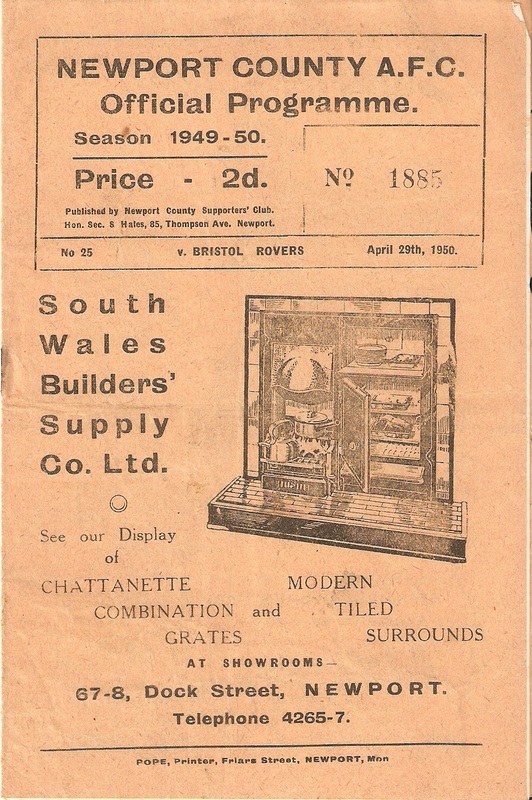 NEWPORT COUNTY A.F.C.
Official Programme.
Season 1949-50.
Price - 2d.
Nº 1885
Published by Newport County Supporters' Club.
Hon. Sec. S Hales, 85, Thompson Ave. Newport.
No 25 v. BRISTOL ROVERS April 29th, 1950.
South
Wales
Builders'
Supply
Co. Ltd.
See our Display
of
CHATTANETTE MODERN
COMBINATION and TILED
GRATES SURROUNDS
AT SHOWROOMS—
67-8, Dock Street, NEWPORT.
Telephone 4265-7.
POPE, Printer, Friars Street, NEWPORT, Mon